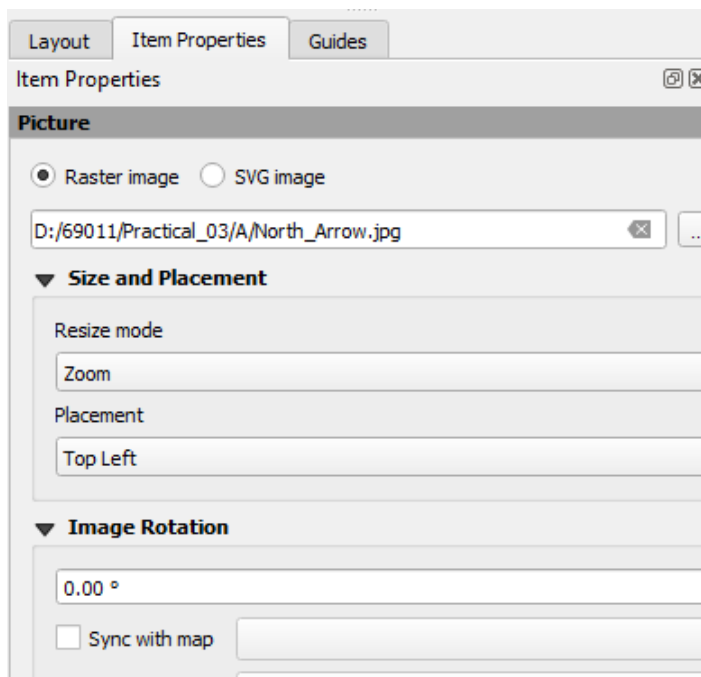 Layout Item Properties Guides
Item Properties
Picture
Raster image SVG image
D:/69011/Practical_03/A/North_Arrow.jpg ...
Size and Placement
Resize mode
Zoom
Placement
Top Left
Image Rotation
0.00 °
Sync with map